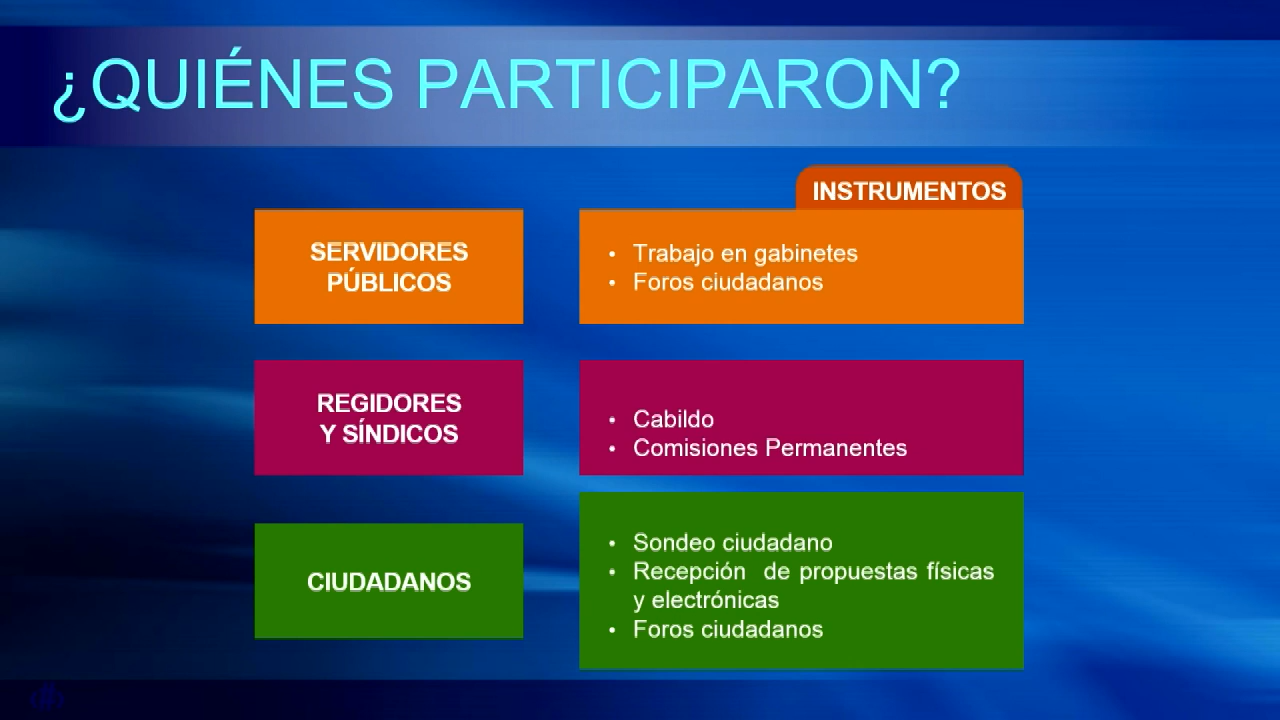 ¿QUIÉNES PARTICIPARON?
INSTRUMENTOS
SERVIDORES
PÚBLICOS
• Trabajo en gabinetes
• Foros ciudadanos
REGIDORES
Y SÍNDICOS
• Cabildo
• Comisiones Permanentes
CIUDADANOS
• Sondeo ciudadano
• Recepción de propuestas físicas
y electrónicas
• Foros ciudadanos